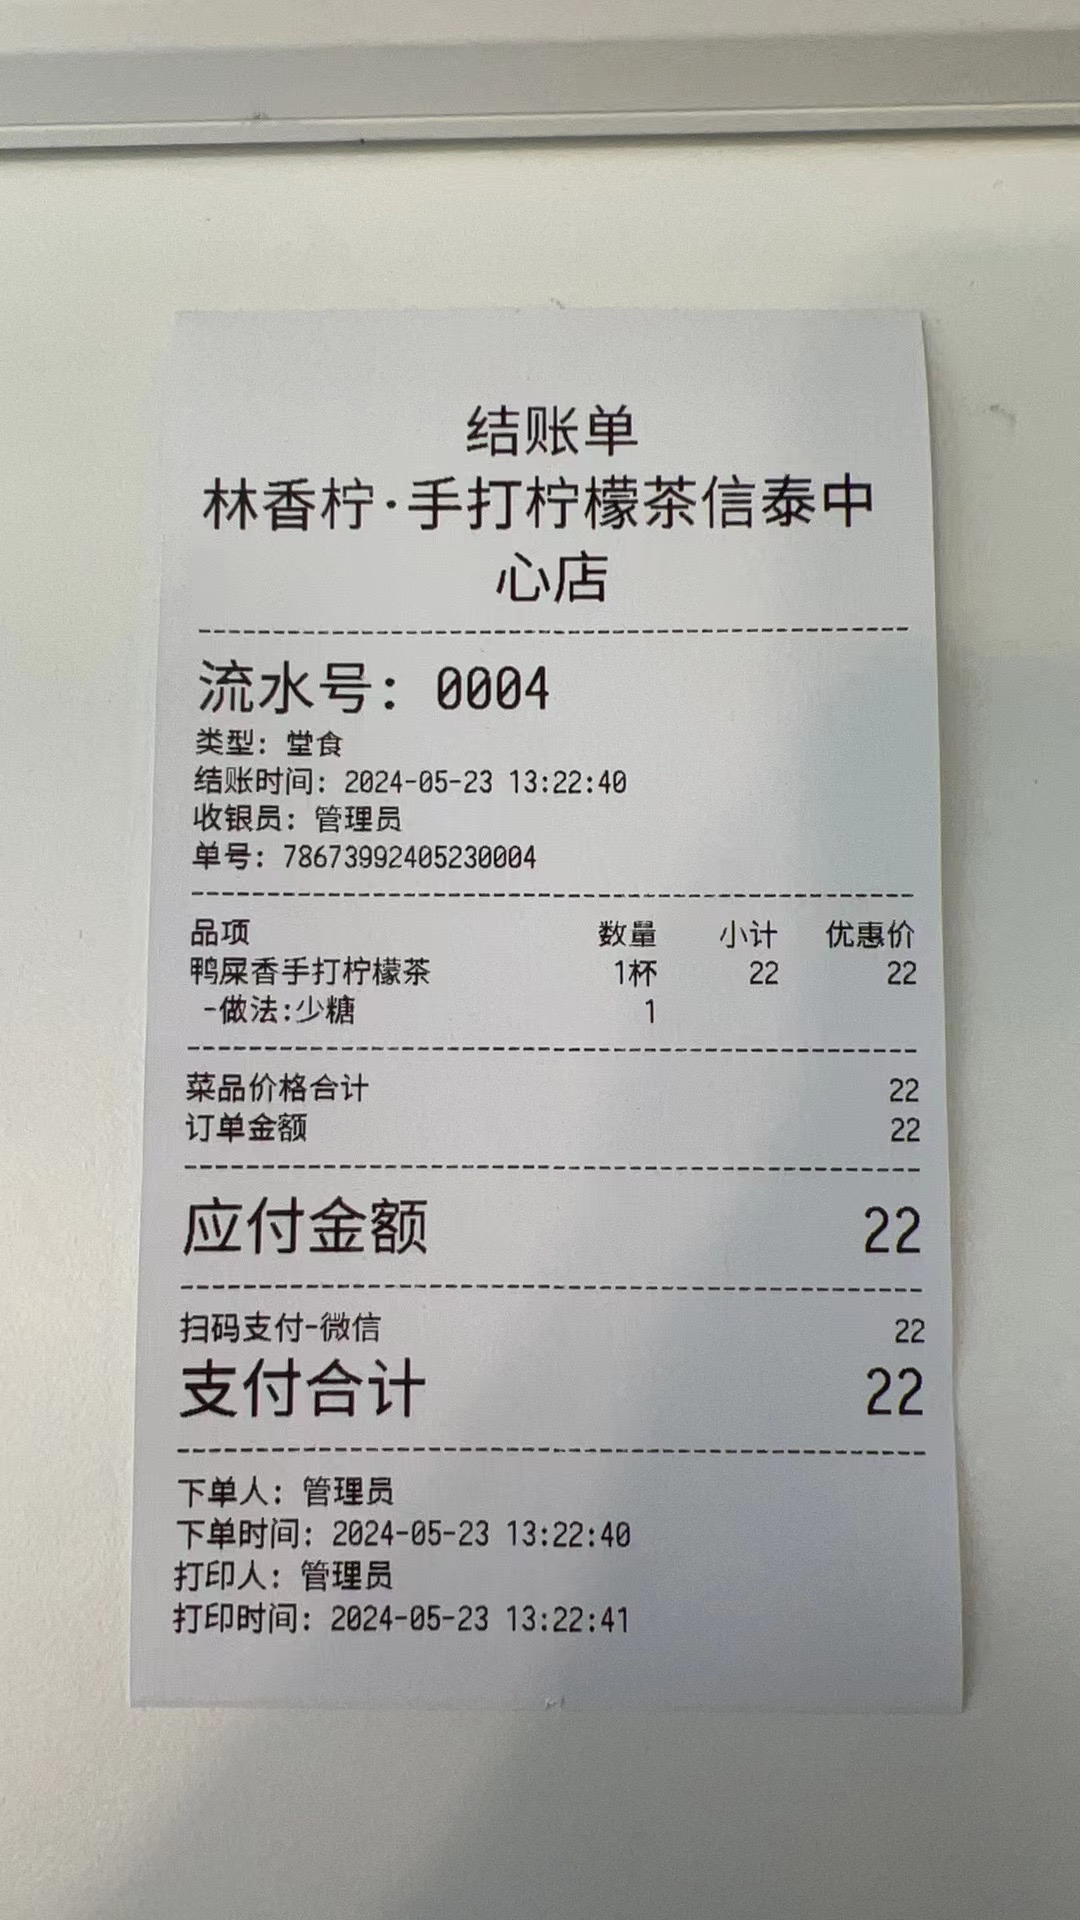 结账单
林香柠·手打柠檬茶信泰中
心店
流水号：0004
类型：堂食
结账时间：2024-05-23 13:22:40
收银员：管理员
单号：78673992405230004
品项 数量 小计 优惠价
鸭屎香手打柠檬茶 1杯 22 22
-做法:少糖 1
菜品价格合计 22
订单金额 22
应付金额 22
扫码支付-微信 22
支付合计 22
下单人：管理员
下单时间：2024-05-23 13:22:40
打印人：管理员
打印时间：2024-05-23 13:22:41